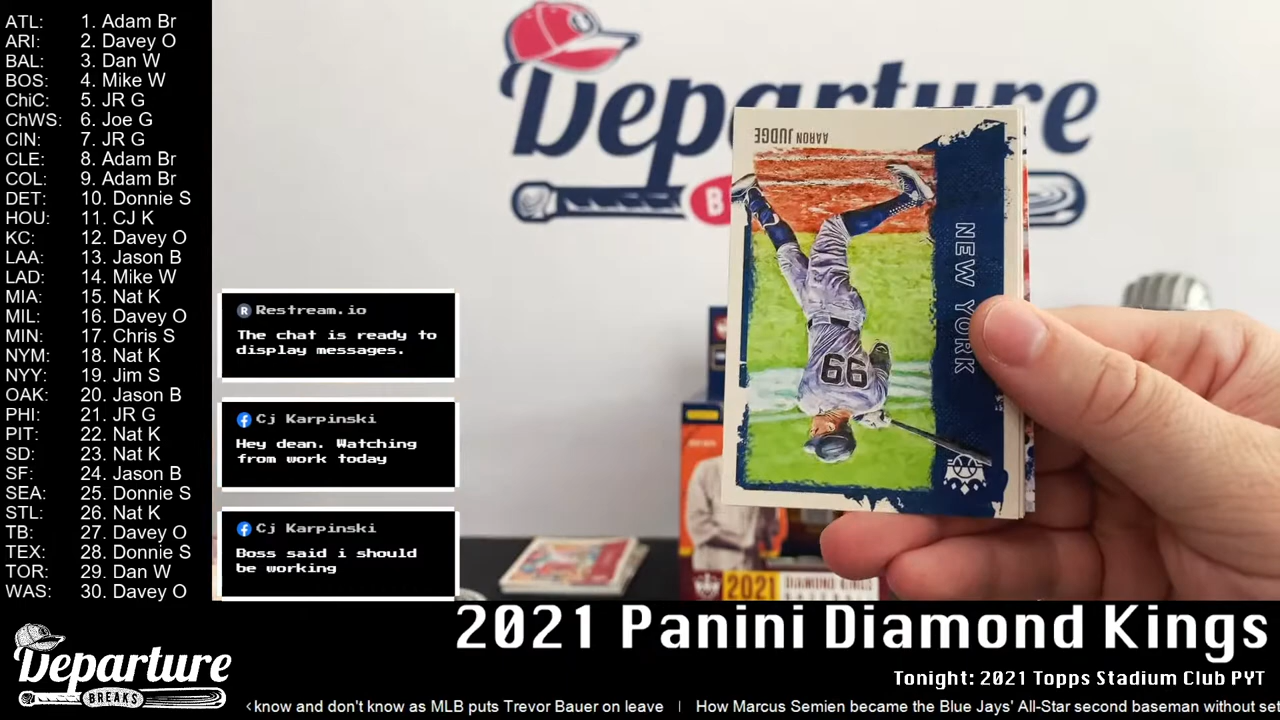 ATL: 1. Adam Br
ARI: 2. Davey O
BAL: 3. Dan W
BOS: 4. Mike W
ChiC: 5. JR G
ChWS: 6. Joe G
CIN: 7. JR G
CLE: 8. Adam Br
COL: 9. Adam Br
DET: 10. Donnie S
HOU: 11. CJ K
KC: 12. Davey O
LAA: 13. Jason B
LAD: 14. Mike W
MIA: 15. Nat K
MIL: 16. Davey O
MIN: 17. Chris S
NYM: 18. Nat K
NYY: 19. Jim S
OAK: 20. Jason B
PHI: 21. JR G
PIT: 22. Nat K
SD: 23. Nat K
SF: 24. Jason B
SEA: 25. Donnie S
STL: 26. Nat K
TB: 27. Davey O
TEX: 28. Donnie S
TOR: 29. Dan W
WAS: 30. Davey O
Restream.io
The chat is ready to
display messages.
Cj Karpinski
Hey dean. Watching
from work today
Cj Karpinski
Boss said i should
be working
Departure
B
AARON JUDGE
NEW YORK
99
2021 DIAMOND KINGS
2021 Panini Diamond Kings
Tonight: 2021 Topps Stadium Club PYT
Departure
BREAKS
know and don't know as MLB puts Trevor Bauer on leave | How Marcus Semien became the Blue Jays' All-Star second baseman without set